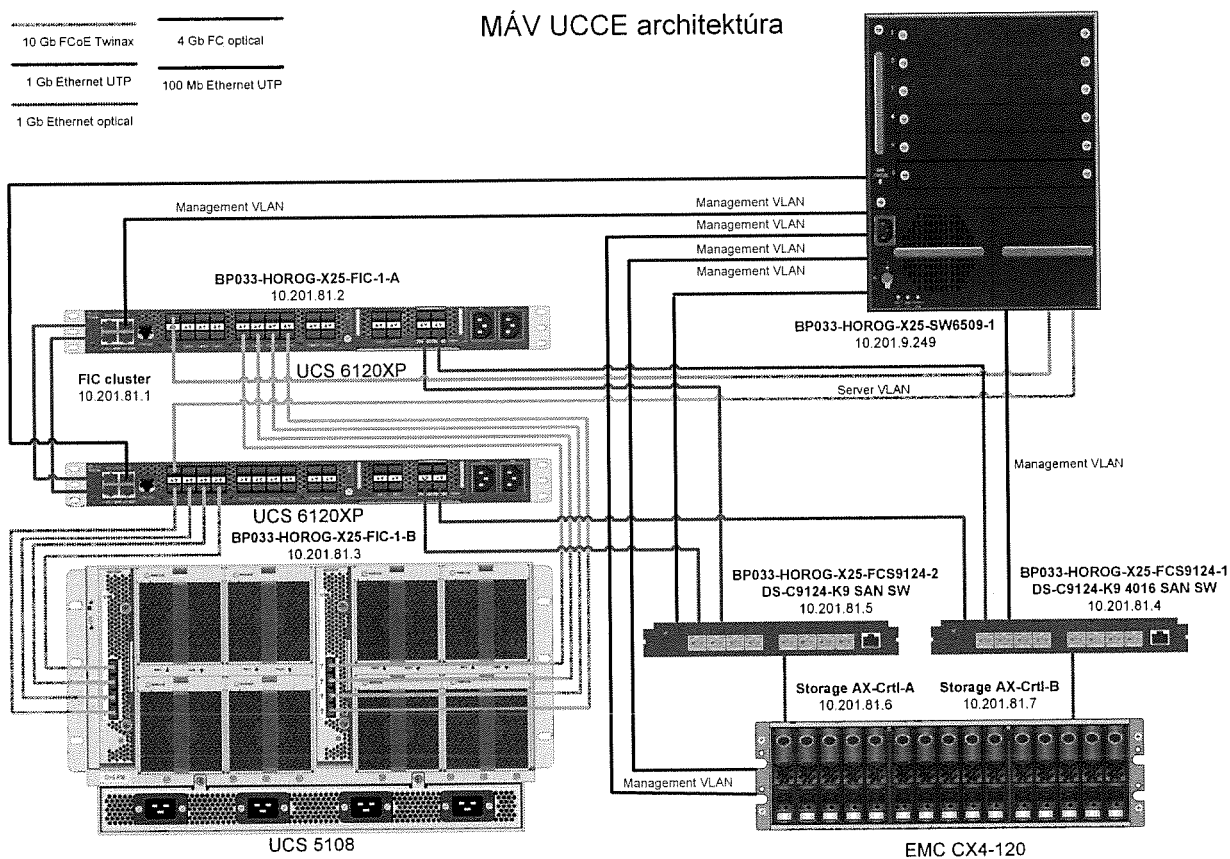 MÁV UCCE architektúra
10 Gb FCoE Twinax
4 Gb FC optical
1 Gb Ethernet UTP
100 Mb Ethernet UTP
1 Gb Ethernet optical
Management VLAN
Management VLAN
Management VLAN
Management VLAN
Management VLAN
BP033-HOROG-X25-FIC-1-A
10.201.81.2
BP033-HOROG-X25-SW6509-1
10.201.9.249
UCS 6120XP
FIC cluster
10.201.81.1
Server VLAN
Management VLAN
UCS 6120XP
BP033-HOROG-X25-FIC-1-B
10.201.81.3
BP033-HOROG-X25-FCS9124-2
DS-C9124-K9 SAN SW
10.201.81.5
BP033-HOROG-X25-FCS9124-1
DS-C9124-K9 4016 SAN SW
10.201.81.4
Storage AX-Crtl-A
10.201.81.6
Storage AX-Crtl-B
10.201.81.7
Management VLAN
UCS 5108
EMC CX4-120